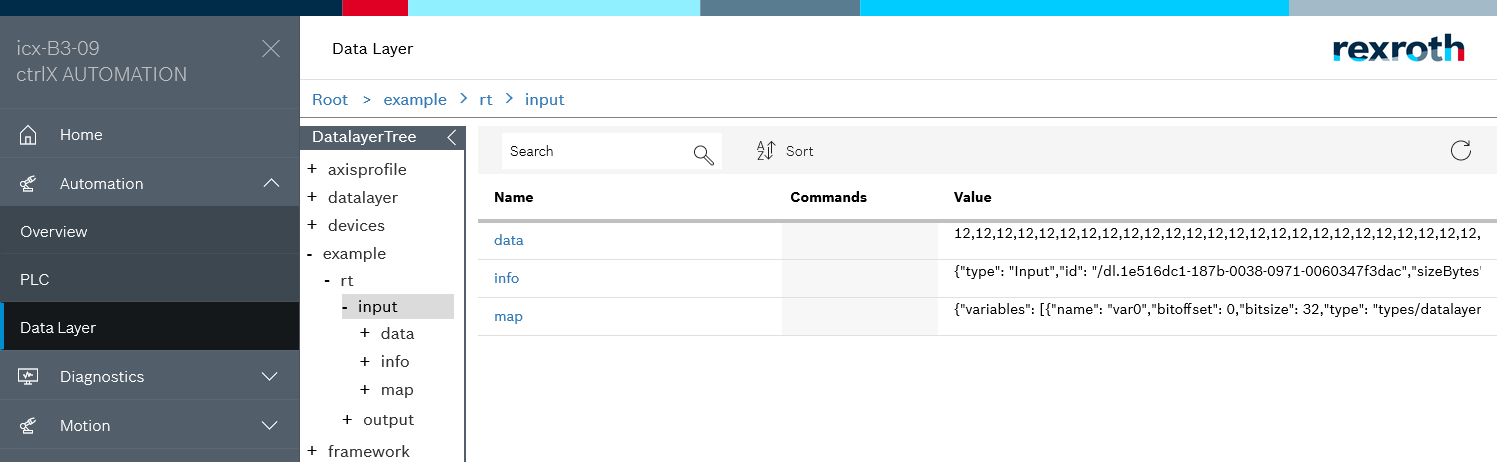 icx-B3-09
ctrlX AUTOMATION
Home
Automation
Overview
PLC
Data Layer
Diagnostics
Motion
Data Layer
rexroth
Root > example > rt > input
DatalayerTree
+ axisprofile
+ datalayer
+ devices
- example
- rt
- input
+ data
+ info
+ map
+ output
+ framework
Search
Sort
Name Commands Value
data 12,12,12,12,12,12,12,12,12,12,12,12,12,12,12,12,12,12,12,12,12,12,12,12,12,
info {"type": "Input","id": "/dl.1e516dc1-187b-0038-0971-0060347f3dac","sizeBytes"
map {"variables": [{"name": "var0","bitoffset": 0,"bitsize": 32,"type": "types/datalayer